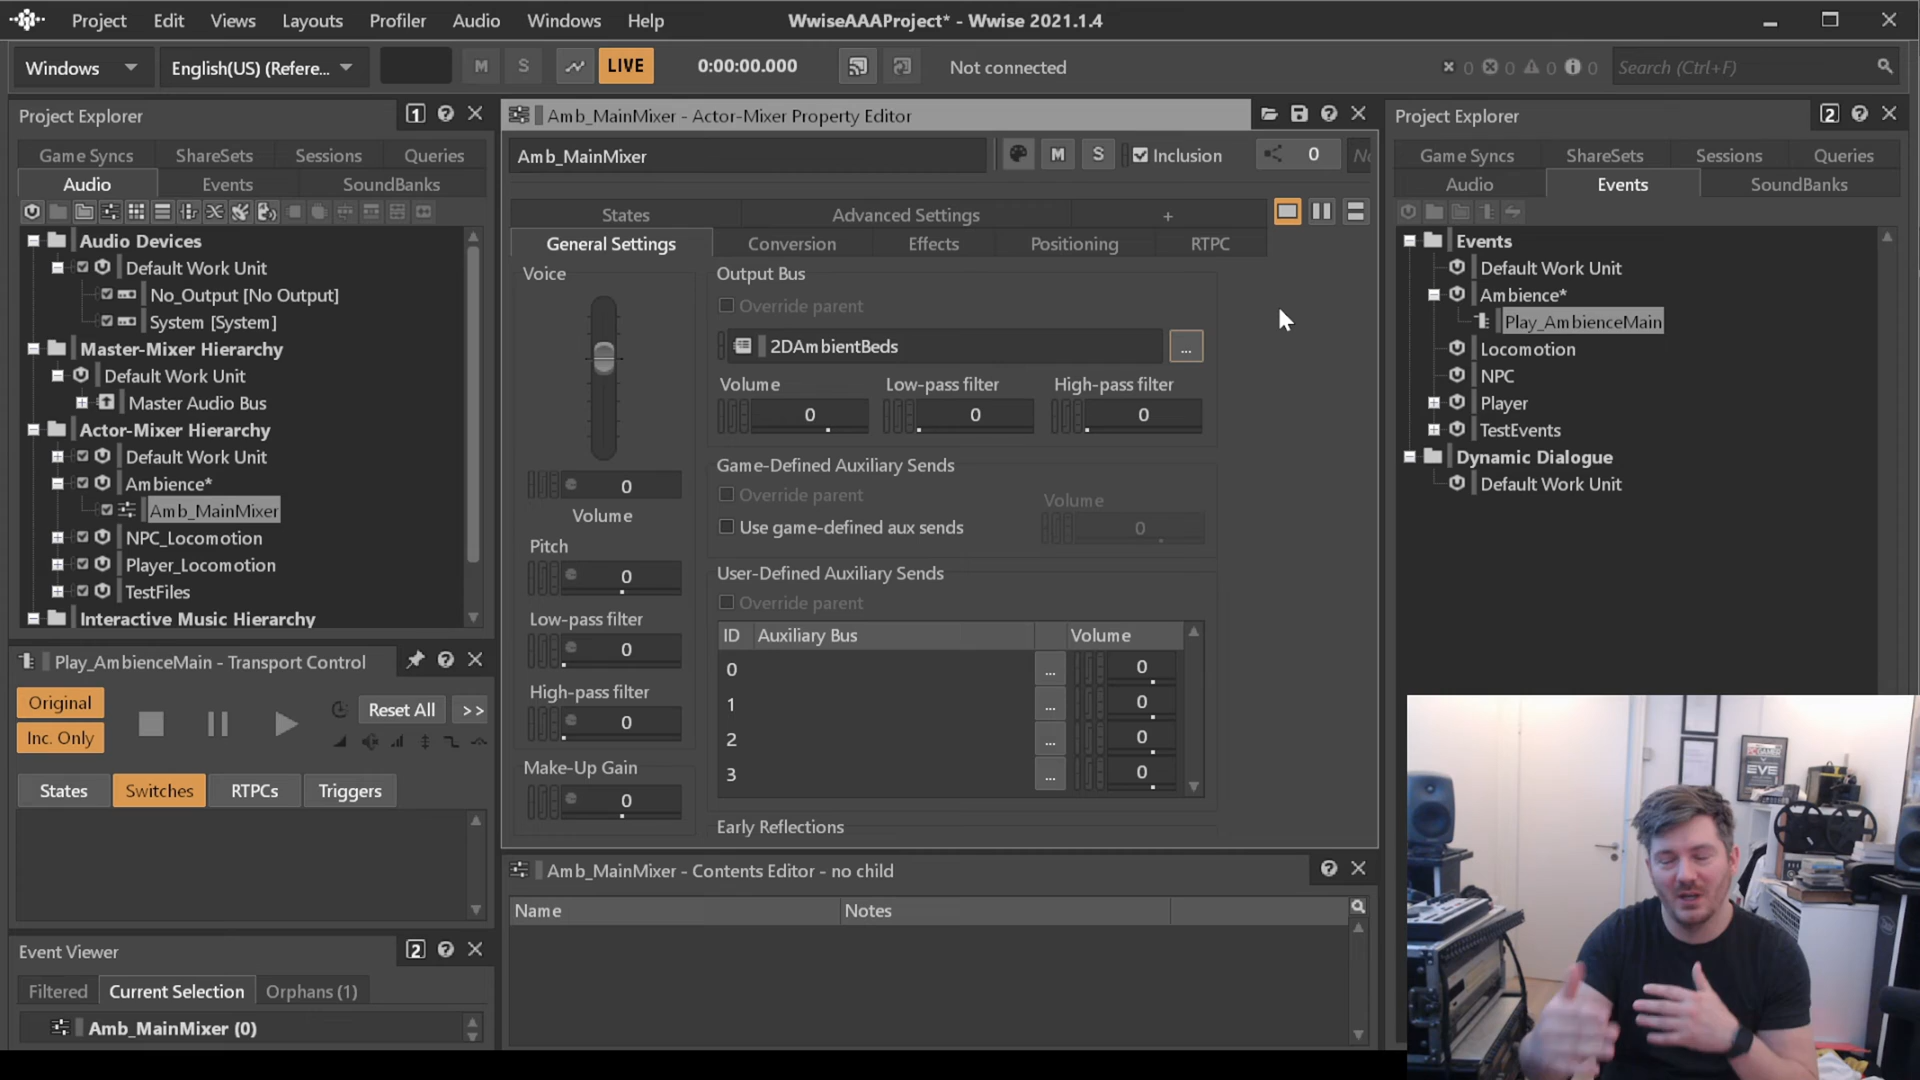 Project Edit Views Layouts Profiler Audio Windows Help
WwiseAAAProject* - Wwise 2021.1.4
Windows English(US) (Refere... M S LIVE 0:00:00.000 Not connected 0 0 0 0 Search (Ctrl+F)
Project Explorer 1
Game Syncs ShareSets Sessions Queries
Audio Events SoundBanks
Audio Devices
Default Work Unit
No_Output [No Output]
System [System]
Master-Mixer Hierarchy
Default Work Unit
Master Audio Bus
Actor-Mixer Hierarchy
Default Work Unit
Ambience*
Amb_MainMixer
NPC_Locomotion
Player_Locomotion
TestFiles
Interactive Music Hierarchy
Play_AmbienceMain - Transport Control
Original
Inc. Only
Reset All >>
States Switches RTPCs Triggers
Event Viewer 2
Filtered Current Selection Orphans (1)
Amb_MainMixer (0)
Amb_MainMixer - Actor-Mixer Property Editor
Amb_MainMixer M S Inclusion 0
States Advanced Settings +
General Settings Conversion Effects Positioning RTPC
Voice
0
Volume
Pitch
0
Low-pass filter
0
High-pass filter
0
Make-Up Gain
0
Output Bus
Override parent
2DAmbientBeds ...
Volume Low-pass filter High-pass filter
0 0 0
Game-Defined Auxiliary Sends
Override parent
Use game-defined aux sends
Volume
0
User-Defined Auxiliary Sends
Override parent
ID Auxiliary Bus Volume
0 ... 0
1 ... 0
2 ... 0
3 ... 0
Early Reflections
Amb_MainMixer - Contents Editor - no child
Name Notes
Project Explorer 2
Game Syncs ShareSets Sessions Queries
Audio Events SoundBanks
Events
Default Work Unit
Ambience*
Play_AmbienceMain
Locomotion
NPC
Player
TestEvents
Dynamic Dialogue
Default Work Unit
EVE